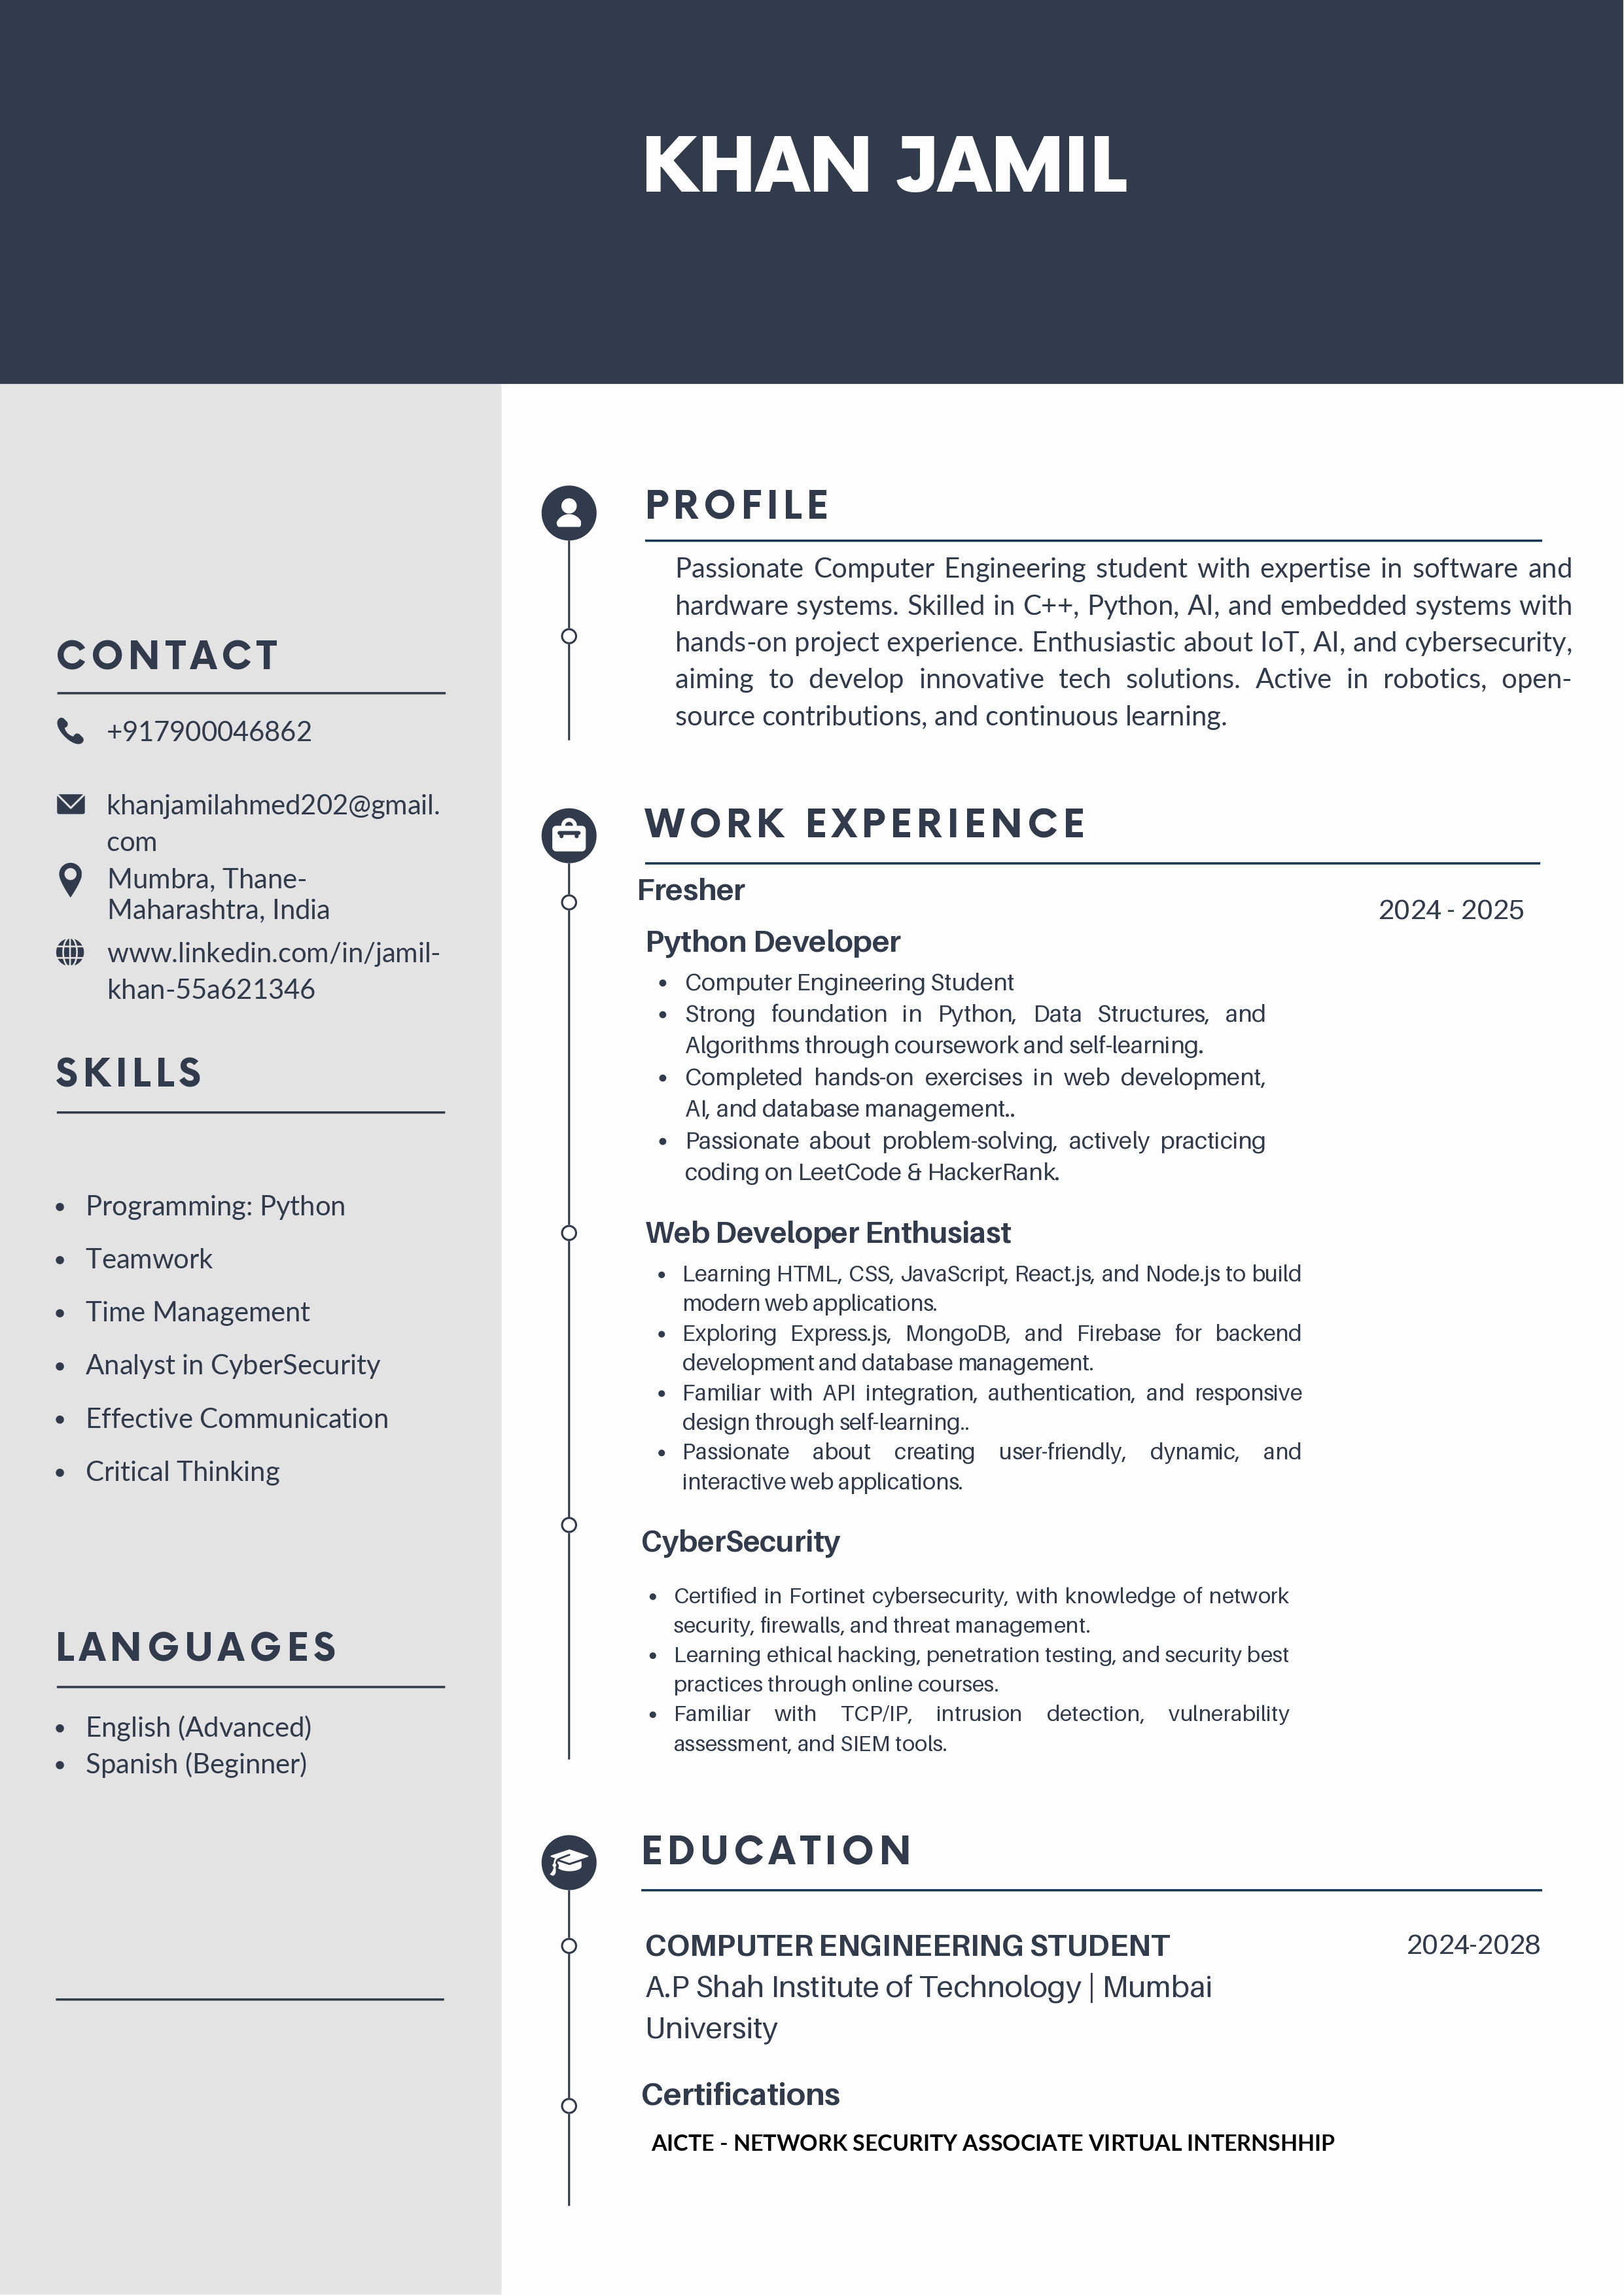 KHAN JAMIL
CONTACT
+917900046862
khanjamilahmed202@gmail.
com
Mumbra, Thane-
Maharashtra, India
www.linkedin.com/in/jamil-
khan-55a621346
SKILLS
• Programming: Python
• Teamwork
• Time Management
• Analyst in CyberSecurity
• Effective Communication
• Critical Thinking
LANGUAGES
• English (Advanced)
• Spanish (Beginner)
PROFILE
Passionate Computer Engineering student with expertise in software and
hardware systems. Skilled in C++, Python, AI, and embedded systems with
hands-on project experience. Enthusiastic about IoT, AI, and cybersecurity,
aiming to develop innovative tech solutions. Active in robotics, open-
source contributions, and continuous learning.
WORK EXPERIENCE
Fresher
2024 - 2025
Python Developer
• Computer Engineering Student
• Strong foundation in Python, Data Structures, and
Algorithms through coursework and self-learning.
• Completed hands-on exercises in web development,
AI, and database management..
• Passionate about problem-solving, actively practicing
coding on LeetCode & HackerRank.
Web Developer Enthusiast
• Learning HTML, CSS, JavaScript, React.js, and Node.js to build
modern web applications.
• Exploring Express.js, MongoDB, and Firebase for backend
development and database management.
• Familiar with API integration, authentication, and responsive
design through self-learning..
• Passionate about creating user-friendly, dynamic, and
interactive web applications.
CyberSecurity
• Certified in Fortinet cybersecurity, with knowledge of network
security, firewalls, and threat management.
• Learning ethical hacking, penetration testing, and security best
practices through online courses.
• Familiar with TCP/IP, intrusion detection, vulnerability
assessment, and SIEM tools.
EDUCATION
COMPUTER ENGINEERING STUDENT
2024-2028
A.P Shah Institute of Technology | Mumbai
University
Certifications
AICTE - NETWORK SECURITY ASSOCIATE VIRTUAL INTERNSHHIP